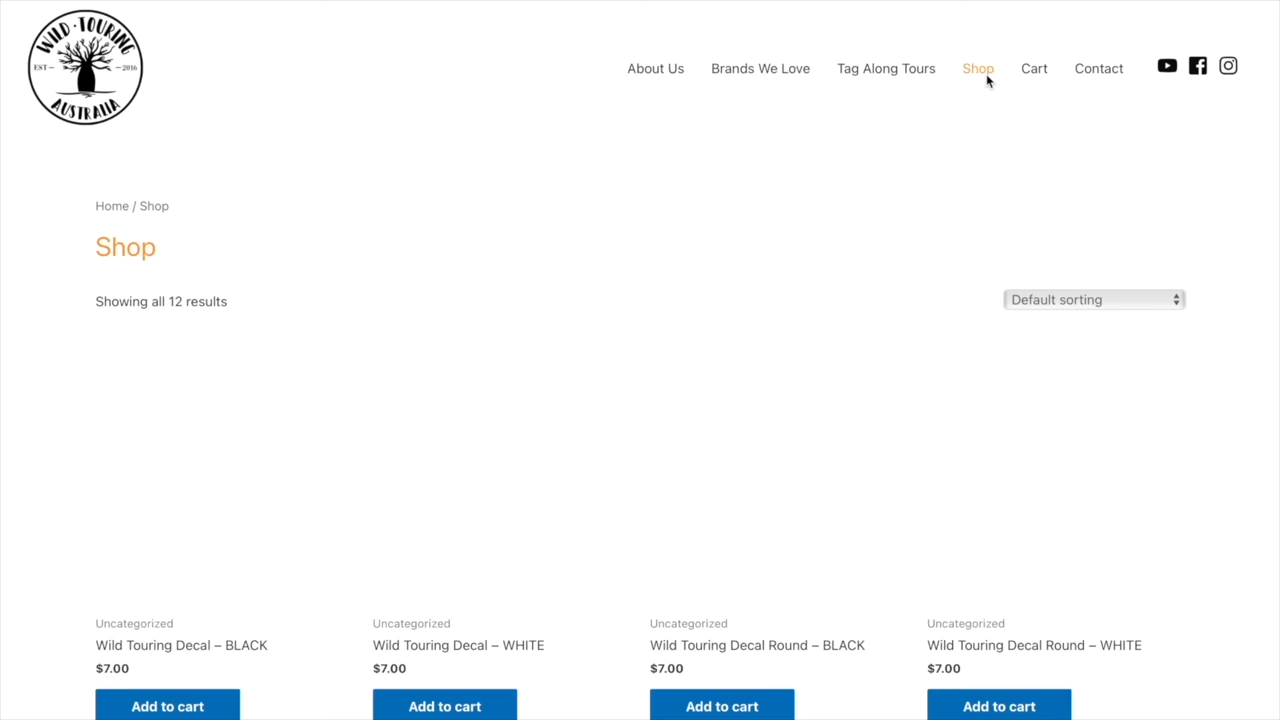 WILD · TOURING
EST – – 2016
AUSTRALIA
About Us Brands We Love Tag Along Tours Shop Cart Contact
Home / Shop
Shop
Showing all 12 results
Default sorting
Uncategorized Uncategorized Uncategorized Uncategorized
Wild Touring Decal – BLACK Wild Touring Decal – WHITE Wild Touring Decal Round – BLACK Wild Touring Decal Round – WHITE
$7.00 $7.00 $7.00 $7.00
Add to cart Add to cart Add to cart Add to cart